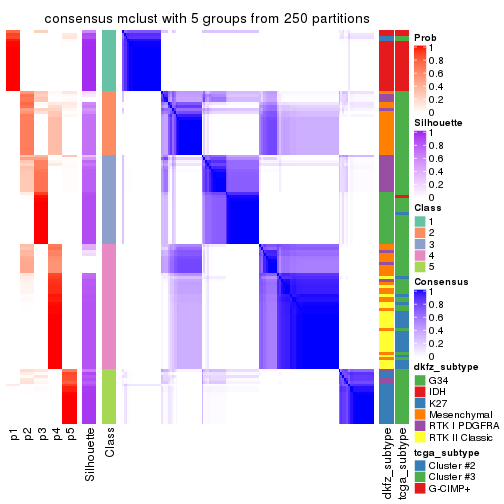 consensus mclust with 5 groups from 250 partitions
p1
p2
p3
p4
p5
Silhouette
Class
dkfz_subtype
tcga_subtype
Prob
1
0.8
0.6
0.4
0.2
0
Silhouette
1
0.8
0.6
0.4
0.2
0
Class
1
2
3
4
5
Consensus
1
0.8
0.6
0.4
0.2
0
dkfz_subtype
G34
IDH
K27
Mesenchymal
RTK I PDGFRA
RTK II Classic
tcga_subtype
Cluster #2
Cluster #3
G-CIMP+